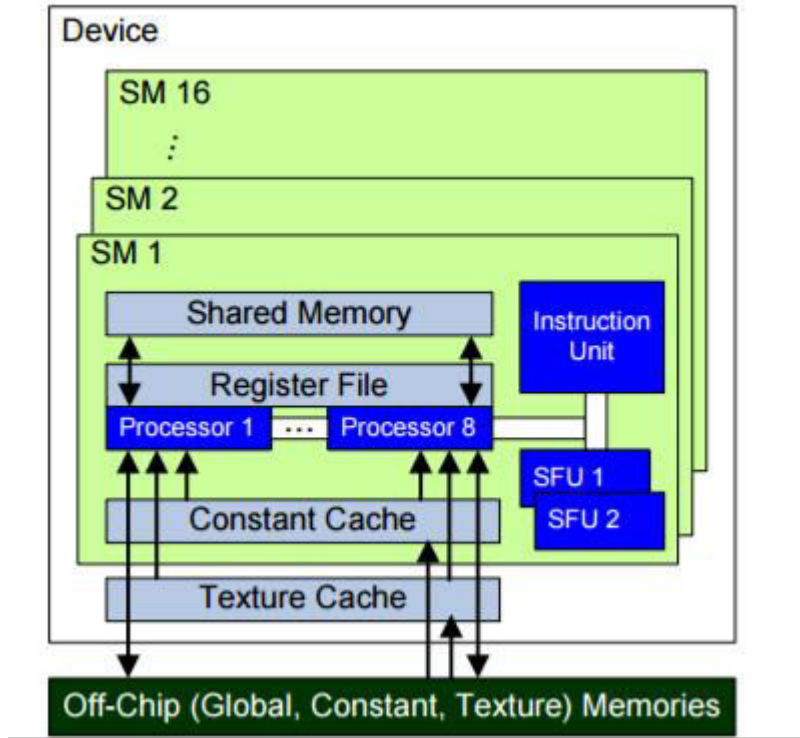 Device
SM 16
⋮
SM 2
SM 1
Shared Memory
Instruction
Unit
Register File
Processor 1
...
Processor 8
SFU 1
SFU 2
Constant Cache
Texture Cache
Off-Chip (Global, Constant, Texture) Memories